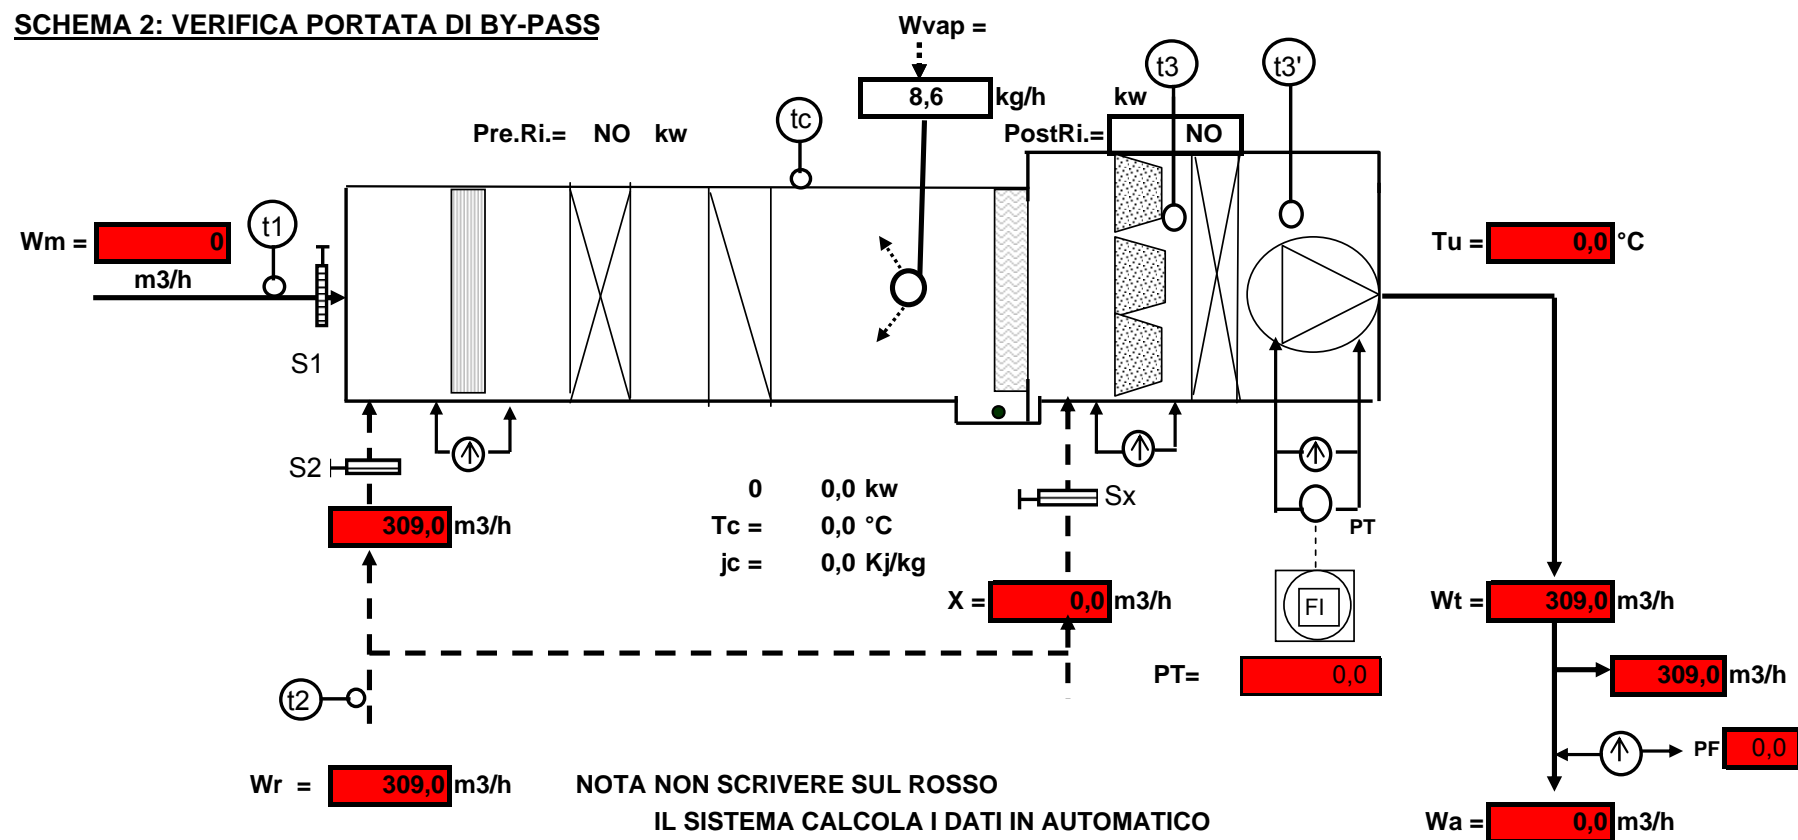 SCHEMA 2: VERIFICA PORTATA DI BY-PASS
Wvap =
t3
t3'
8,6 kg/h
kw
tc
Pre.Ri.= NO kw
PostRi.= NO
t1
Wm = 0
m3/h
Tu = 0,0 °C
S1
S2
309,0 m3/h
0 0,0 kw
Tc = 0,0 °C
jc = 0,0 Kj/kg
Sx
PT
X = 0,0 m3/h
FI
Wt = 309,0 m3/h
PT= 0,0
309,0 m3/h
t2
PF 0,0
Wr = 309,0 m3/h
NOTA NON SCRIVERE SUL ROSSO
IL SISTEMA CALCOLA I DATI IN AUTOMATICO
Wa = 0,0 m3/h